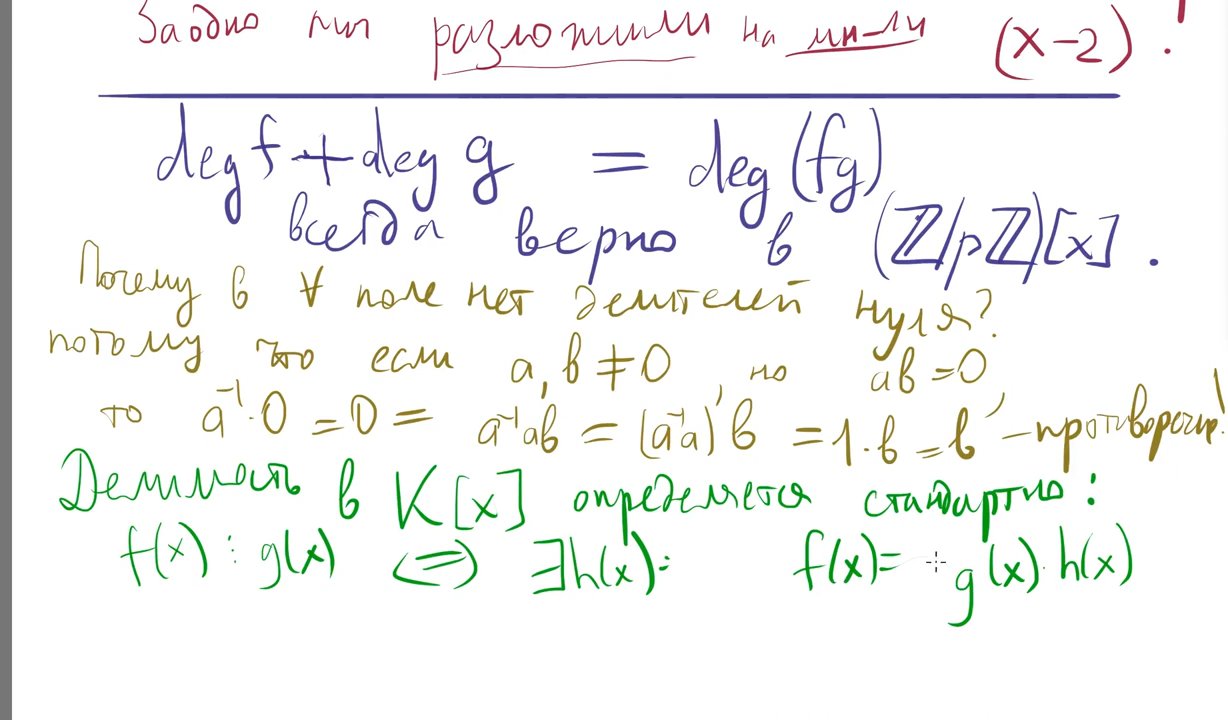 Заодно мы разложили на мн-ли (x-2) !
deg f + deg g = deg (fg)
всегда верно в (ℤ/pℤ)[x] .
Почему в ∀ поле нет делителей нуля?
потому что если a, b ≠ 0 , но ab = 0
то a⁻¹·0 = 0 = a⁻¹ab = (a⁻¹a) b = 1·b = b - противореч!
Делимость в K[x] определяется стандартно:
f(x) ⋮ g(x) ⟺ ∃h(x): f(x) = g(x)·h(x)